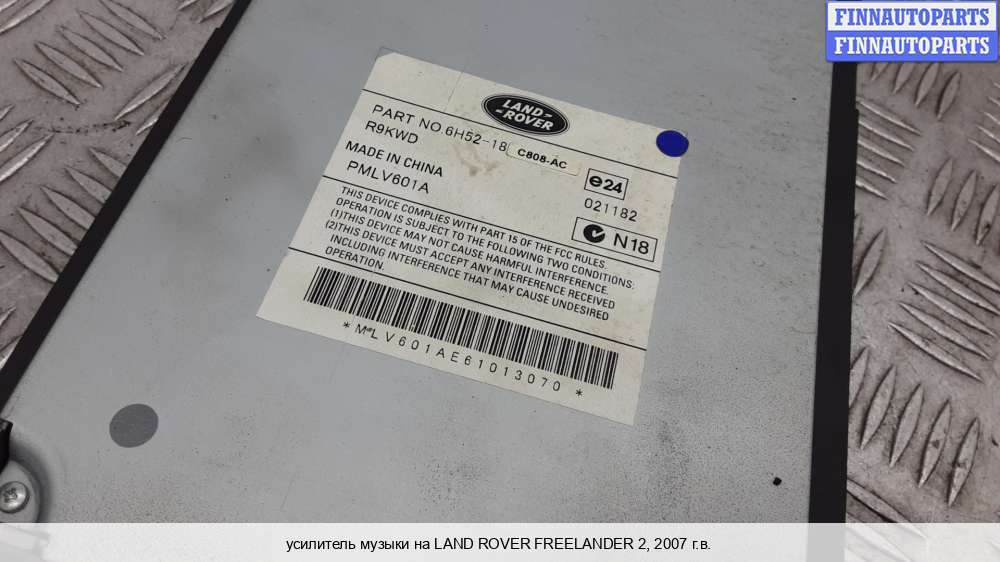 FINNAUTOPARTS
FINNAUTOPARTS
LAND-
-ROVER
PART NO.6H52-18 C808-AC
R9KWD
MADE IN CHINA
PMLV601A
e24
021182
N18
THIS DEVICE COMPLIES WITH PART 15 OF THE FCC RULES.
OPERATION IS SUBJECT TO THE FOLLOWING TWO CONDITIONS:
(1)THIS DEVICE MAY NOT CAUSE HARMFUL INTERFERENCE.
(2)THIS DEVICE MUST ACCEPT ANY INTERFERENCE RECEIVED
INCLUDING INTERFERENCE THAT MAY CAUSE UNDESIRED
OPERATION.
*MLV601AE61013070*
усилитель музыки на LAND ROVER FREELANDER 2, 2007 г.в.